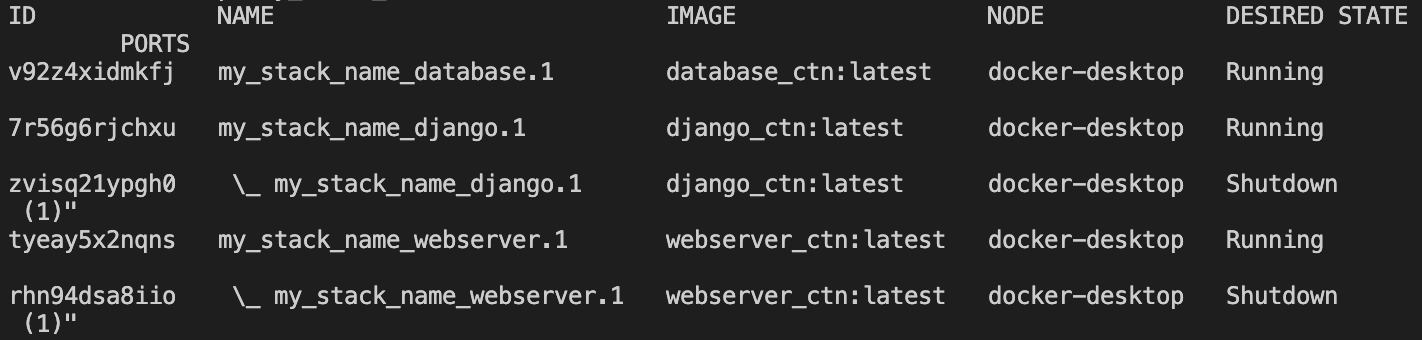 ID NAME IMAGE NODE DESIRED STATE
PORTS
v92z4xidmkfj my_stack_name_database.1 database_ctn:latest docker-desktop Running
7r56g6rjchxu my_stack_name_django.1 django_ctn:latest docker-desktop Running
zvisq21ypgh0 \_ my_stack_name_django.1 django_ctn:latest docker-desktop Shutdown
(1)"
tyeay5x2nqns my_stack_name_webserver.1 webserver_ctn:latest docker-desktop Running
rhn94dsa8iio \_ my_stack_name_webserver.1 webserver_ctn:latest docker-desktop Shutdown
(1)"